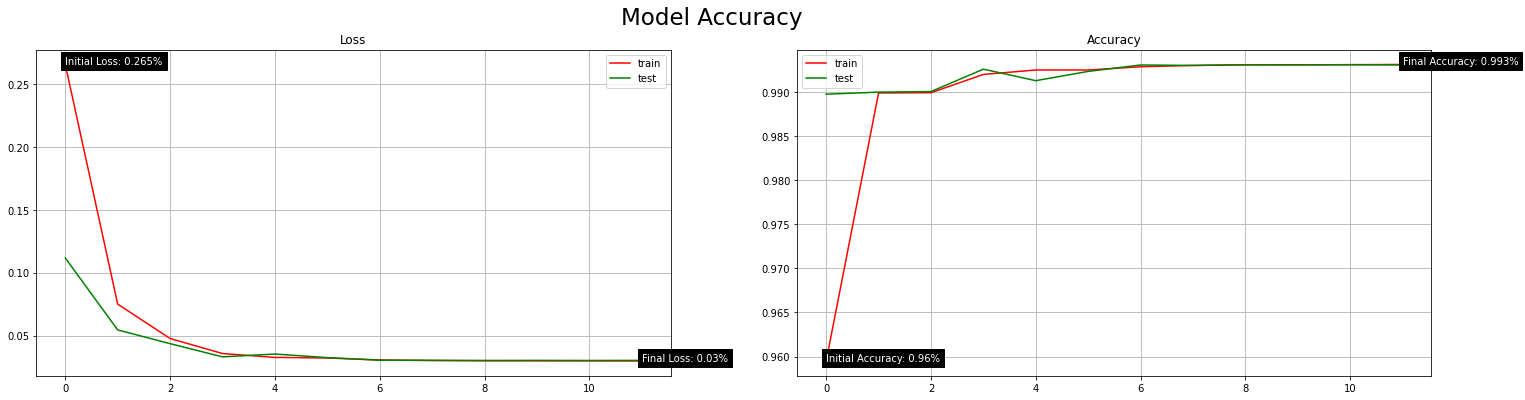 Model Accuracy
Loss
Initial Loss: 0.265%
train
test
0.25
0.20
0.15
0.10
0.05
Final Loss: 0.03%
0 2 4 6 8 10
Accuracy
train
test
Final Accuracy: 0.993%
0.990
0.985
0.980
0.975
0.970
0.965
0.960
Initial Accuracy: 0.96%
0 2 4 6 8 10